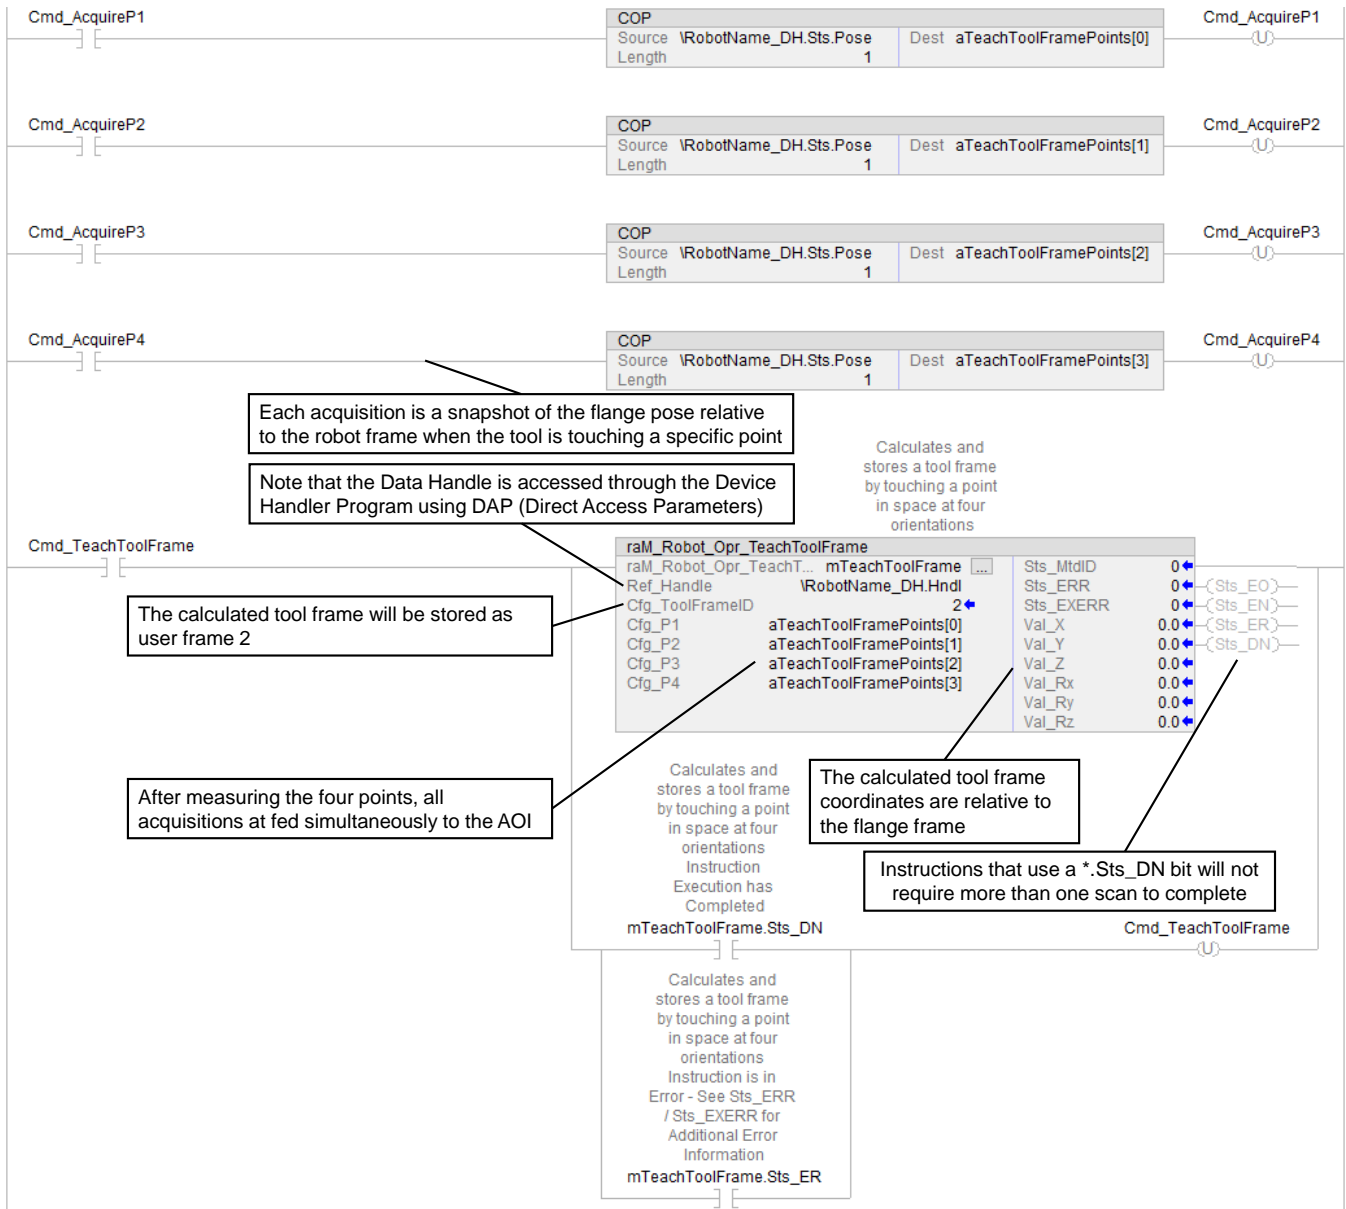 Cmd_AcquireP1
COP
Cmd_AcquireP1
Source \RobotName_DH.Sts.Pose Dest aTeachToolFramePoints[0]
(U)
Length 1
Cmd_AcquireP2
COP
Cmd_AcquireP2
Source \RobotName_DH.Sts.Pose Dest aTeachToolFramePoints[1]
(U)
Length 1
Cmd_AcquireP3
COP
Cmd_AcquireP3
Source \RobotName_DH.Sts.Pose Dest aTeachToolFramePoints[2]
(U)
Length 1
Cmd_AcquireP4
COP
Cmd_AcquireP4
Source \RobotName_DH.Sts.Pose Dest aTeachToolFramePoints[3]
(U)
Length 1
Each acquisition is a snapshot of the flange pose relative
to the robot frame when the tool is touching a specific point
Note that the Data Handle is accessed through the Device
Handler Program using DAP (Direct Access Parameters)
Calculates and
stores a tool frame
by touching a point
in space at four
orientations
Cmd_TeachToolFrame
raM_Robot_Opr_TeachToolFrame
raM_Robot_Opr_TeachT... mTeachToolFrame ... Sts_MtdID 0
Ref_Handle \RobotName_DH.Hndl Sts_ERR 0 (Sts_EO)
Cfg_ToolFrameID 2 Sts_EXERR 0 (Sts_EN)
Cfg_P1 aTeachToolFramePoints[0] Val_X 0.0 (Sts_ER)
Cfg_P2 aTeachToolFramePoints[1] Val_Y 0.0 (Sts_DN)
Cfg_P3 aTeachToolFramePoints[2] Val_Z 0.0
Cfg_P4 aTeachToolFramePoints[3] Val_Rx 0.0
Val_Ry 0.0
Val_Rz 0.0
The calculated tool frame will be stored as
user frame 2
After measuring the four points, all
acquisitions at fed simultaneously to the AOI
The calculated tool frame
coordinates are relative to
the flange frame
Instructions that use a *.Sts_DN bit will not
require more than one scan to complete
Calculates and
stores a tool frame
by touching a point
in space at four
orientations
Instruction
Execution has
Completed
mTeachToolFrame.Sts_DN
Cmd_TeachToolFrame
(U)
Calculates and
stores a tool frame
by touching a point
in space at four
orientations
Instruction is in
Error - See Sts_ERR
/ Sts_EXERR for
Additional Error
Information
mTeachToolFrame.Sts_ER